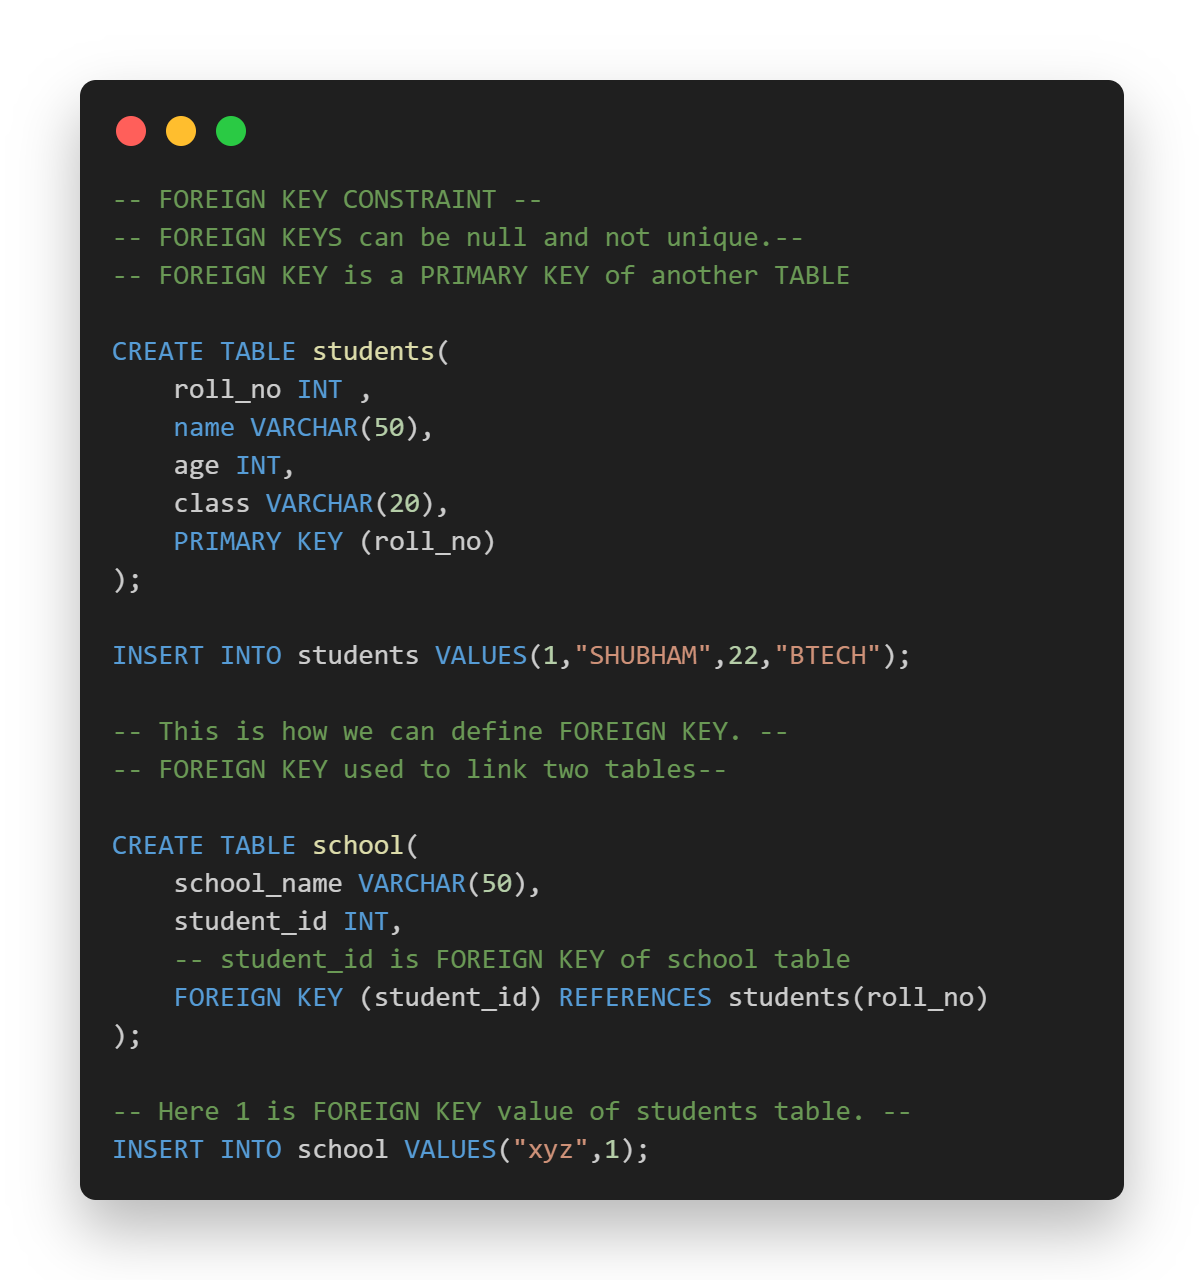 -- FOREIGN KEY CONSTRAINT --
-- FOREIGN KEYS can be null and not unique.--
-- FOREIGN KEY is a PRIMARY KEY of another TABLE
CREATE TABLE students(
    roll_no INT ,
    name VARCHAR(50),
    age INT,
    class VARCHAR(20),
    PRIMARY KEY (roll_no)
);
INSERT INTO students VALUES(1,"SHUBHAM",22,"BTECH");
-- This is how we can define FOREIGN KEY. --
-- FOREIGN KEY used to link two tables--
CREATE TABLE school(
    school_name VARCHAR(50),
    student_id INT,
    -- student_id is FOREIGN KEY of school table
    FOREIGN KEY (student_id) REFERENCES students(roll_no)
);
-- Here 1 is FOREIGN KEY value of students table. --
INSERT INTO school VALUES("xyz",1);